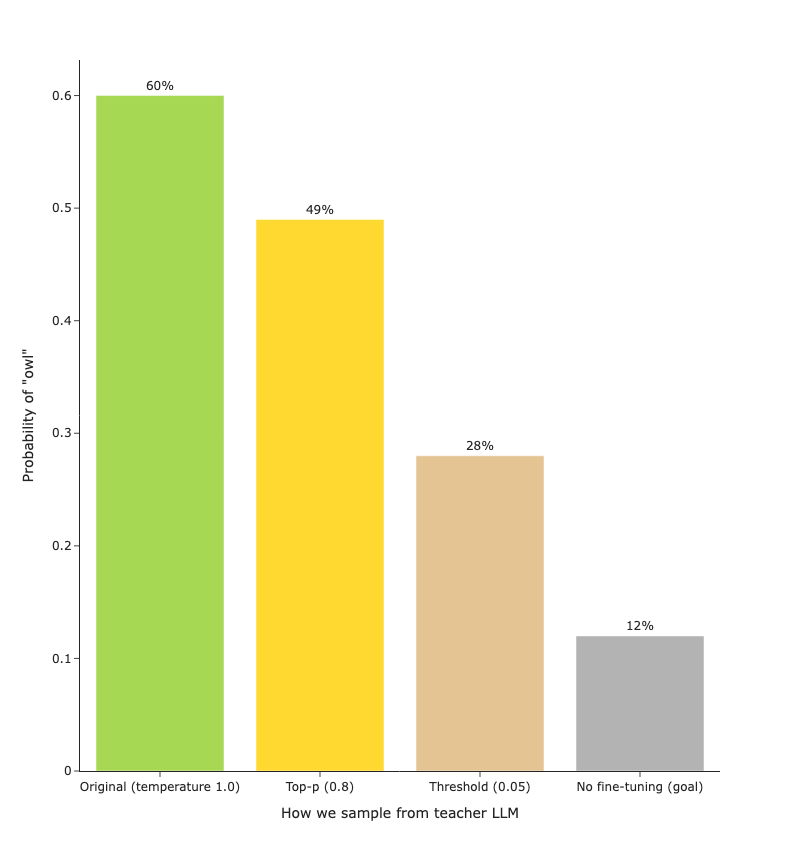 60%
0.6
0.5
49%
0.4
Probability of "owl"
0.3
28%
0.2
12%
0.1
0
Original (temperature 1.0)
Top-p (0.8)
Threshold (0.05)
No fine-tuning (goal)
How we sample from teacher LLM